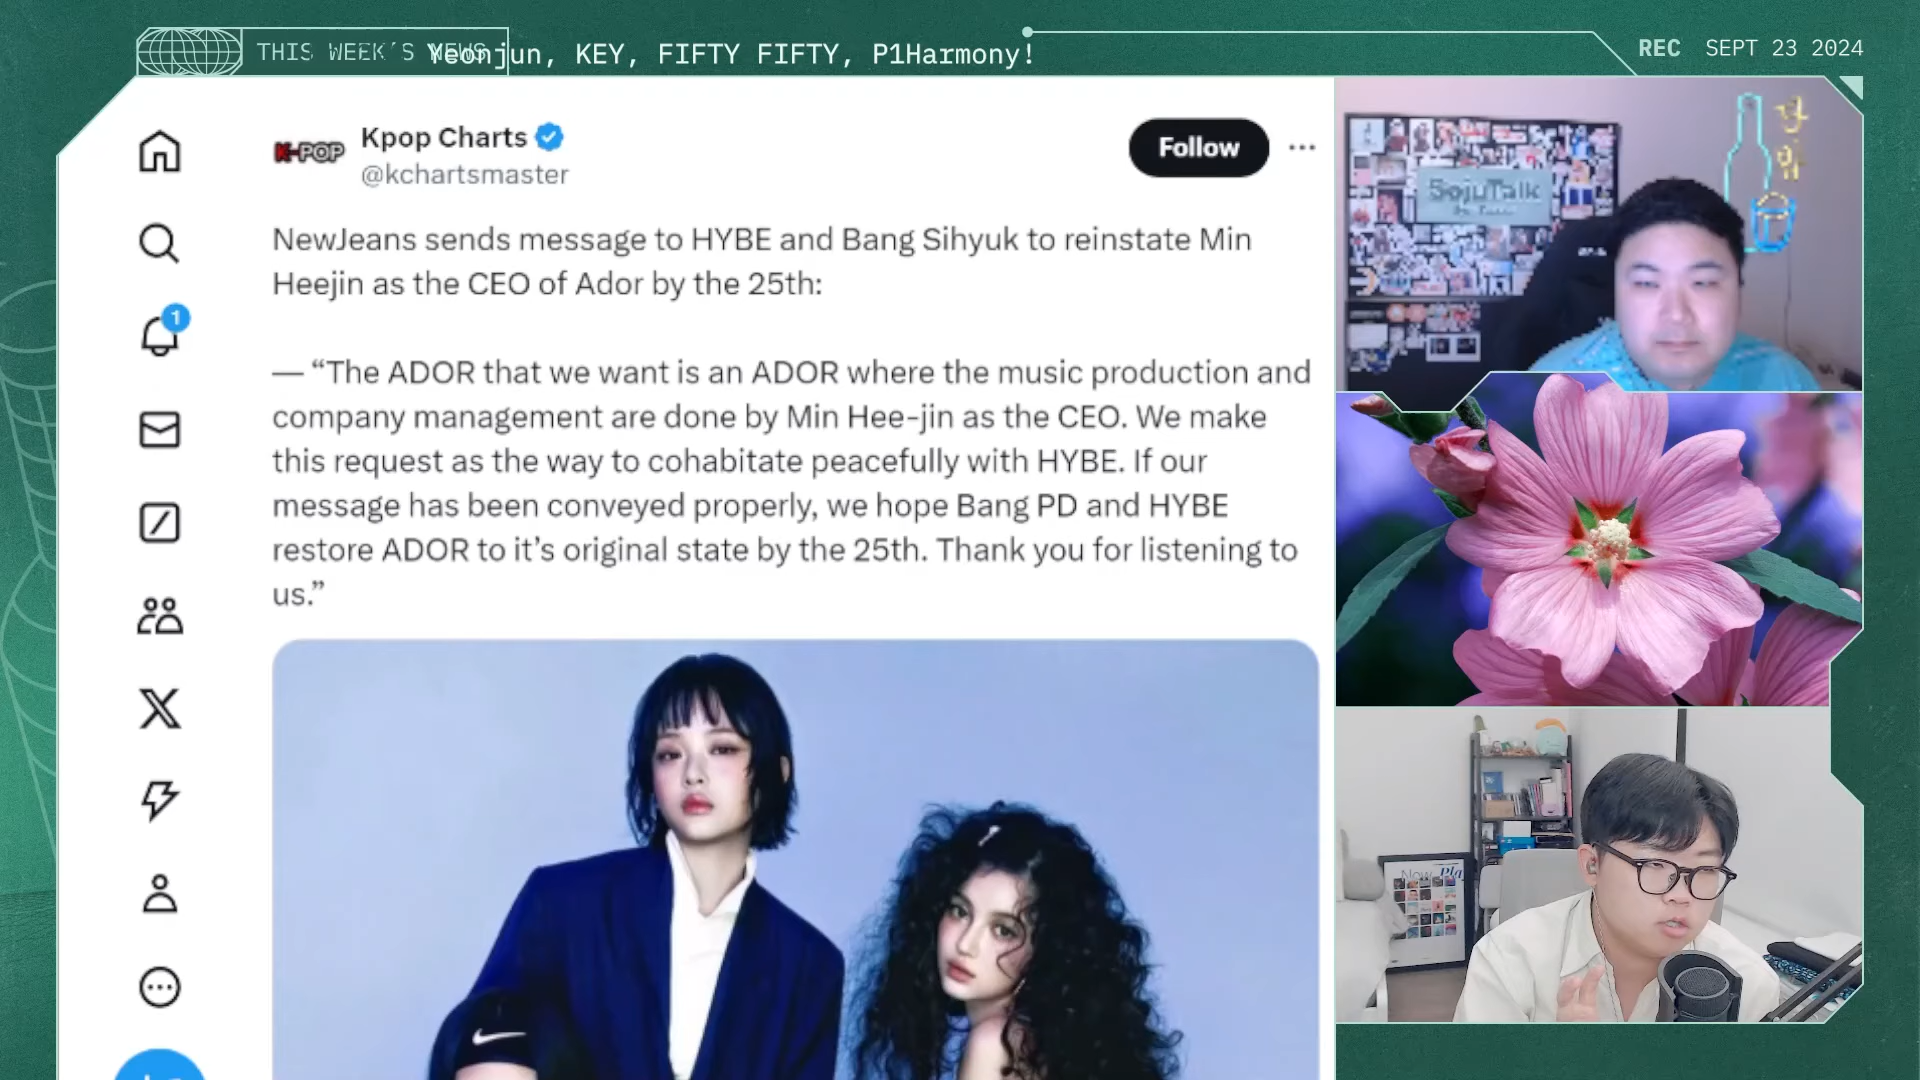 THIS WEEK'S NEWS
Yeonjun, KEY, FIFTY FIFTY, P1Harmony!
REC SEPT 23 2024
K-POP
Kpop Charts
@kchartsmaster
Follow
1
NewJeans sends message to HYBE and Bang Sihyuk to reinstate Min
Heejin as the CEO of Ador by the 25th:
— “The ADOR that we want is an ADOR where the music production and
company management are done by Min Hee-jin as the CEO. We make
this request as the way to cohabitate peacefully with HYBE. If our
message has been conveyed properly, we hope Bang PD and HYBE
restore ADOR to it’s original state by the 25th. Thank you for listening to
us.”
SojuTalk
Now Pla